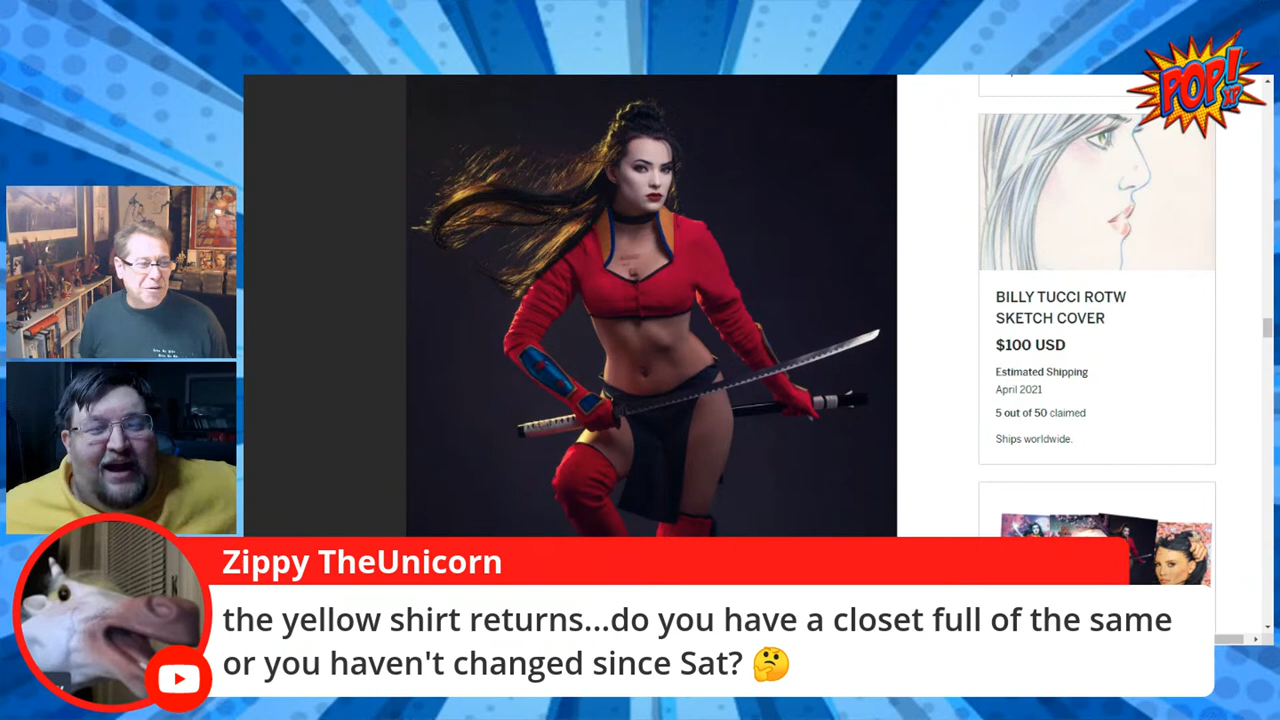 POP!
XP
BILLY TUCCI ROTW
SKETCH COVER
$100 USD
Estimated Shipping
April 2021
5 out of 50 claimed
Ships worldwide.
Zippy TheUnicorn
the yellow shirt returns...do you have a closet full of the same
or you haven't changed since Sat? 🤔